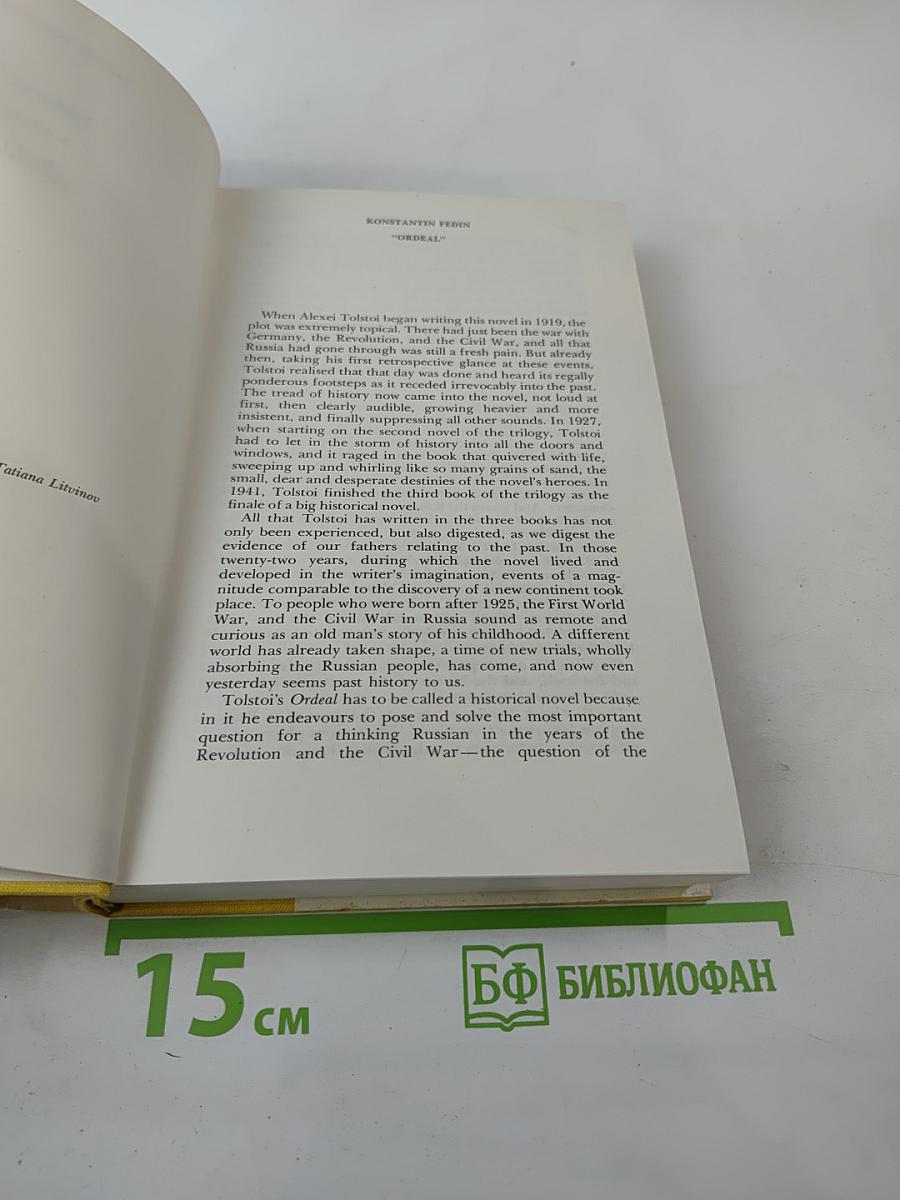 Tatiana Litvinov
KONSTANTIN FEDIN
"ORDEAL"
When Alexei Tolstoi began writing this novel in 1919, the
plot was extremely topical. There had just been the war with
Germany, the Revolution, and the Civil War, and all that
Russia had gone through was still a fresh pain. But already
then, taking his first retrospective glance at these events,
Tolstoi realised that that day was done and heard its regally
ponderous footsteps as it receded irrevocably into the past.
The tread of history now came into the novel, not loud at
first, then clearly audible, growing heavier and more
insistent, and finally suppressing all other sounds. In 1927,
when starting on the second novel of the trilogy, Tolstoi
had to let in the storm of history into all the doors and
windows, and it raged in the book that quivered with life,
sweeping up and whirling like so many grains of sand, the
small, dear and desperate destinies of the novel's heroes. In
1941, Tolstoi finished the third book of the trilogy as the
finale of a big historical novel.
All that Tolstoi has written in the three books has not
only been experienced, but also digested, as we digest the
evidence of our fathers relating to the past. In those
twenty-two years, during which the novel lived and
developed in the writer's imagination, events of a mag-
nitude comparable to the discovery of a new continent took
place. To people who were born after 1925, the First World
War, and the Civil War in Russia sound as remote and
curious as an old man's story of his childhood. A different
world has already taken shape, a time of new trials, wholly
absorbing the Russian people, has come, and now even
yesterday seems past history to us.
Tolstoi's Ordeal has to be called a historical novel because
in it he endeavours to pose and solve the most important
question for a thinking Russian in the years of the
Revolution and the Civil War—the question of the
15 см
БФ БИБЛИОФАН